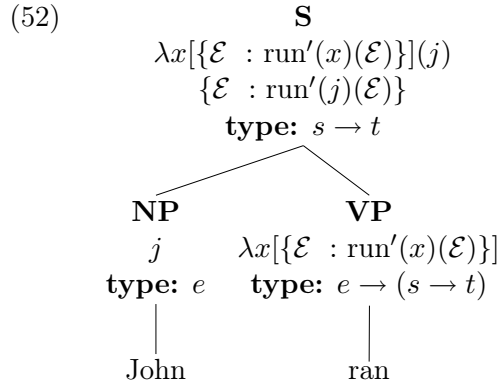 (52) S
λx[{ℰ : run′(x)(ℰ)}](j)
{ℰ : run′(j)(ℰ)}
type: s → t
NP VP
j λx[{ℰ : run′(x)(ℰ)}]
type: e type: e → (s → t)
John ran